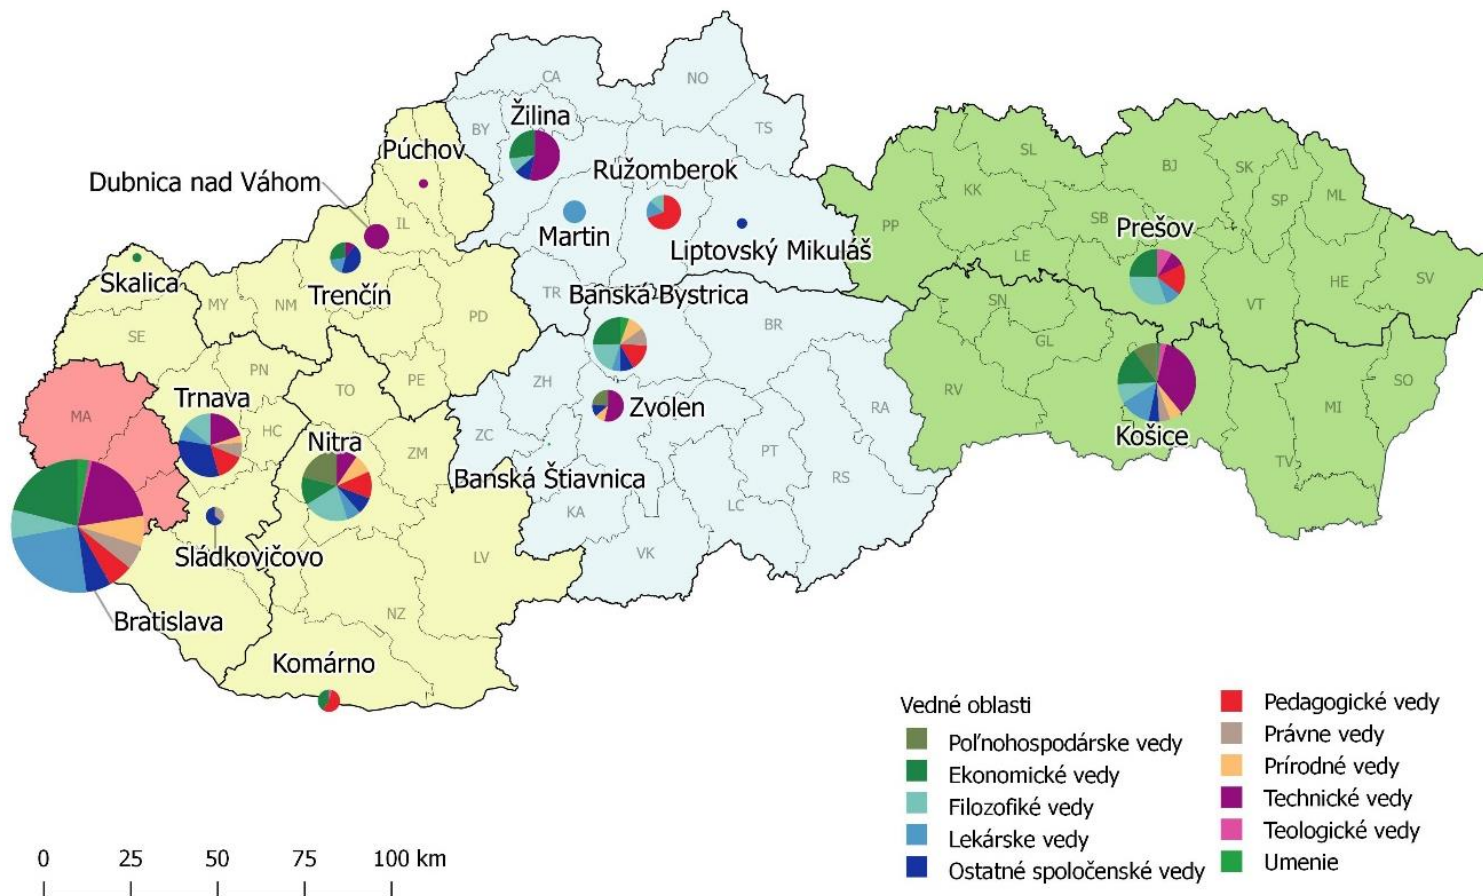 CA
NO
Žilina
BY
TS
Púchov
Ružomberok
SL
BJ
SK
Dubnica nad Váhom
KK
ML
SP
IL
Martin
PP
SB
Prešov
Liptovský Mikuláš
LE
Skalica
Trenčín
TR
Banská Bystrica
HE
SV
MY
NM
SN
VT
PD
BR
SE
GL
PN
PE
ZH
RV
SO
TO
Trnava
Zvolen
RA
MI
MA
HC
Nitra
ZC
Košice
ZM
PT
TV
Banská Štiavnica
RS
LC
KA
Sládkovičovo
LV
VK
Bratislava
NZ
Komárno
Vedné oblasti
Poľnohospodárske vedy
Ekonomické vedy
Filozofiké vedy
Lekárske vedy
Ostatné spoločenské vedy
Pedagogické vedy
Právne vedy
Prírodné vedy
Technické vedy
Teologické vedy
Umenie
0 25 50 75 100 km